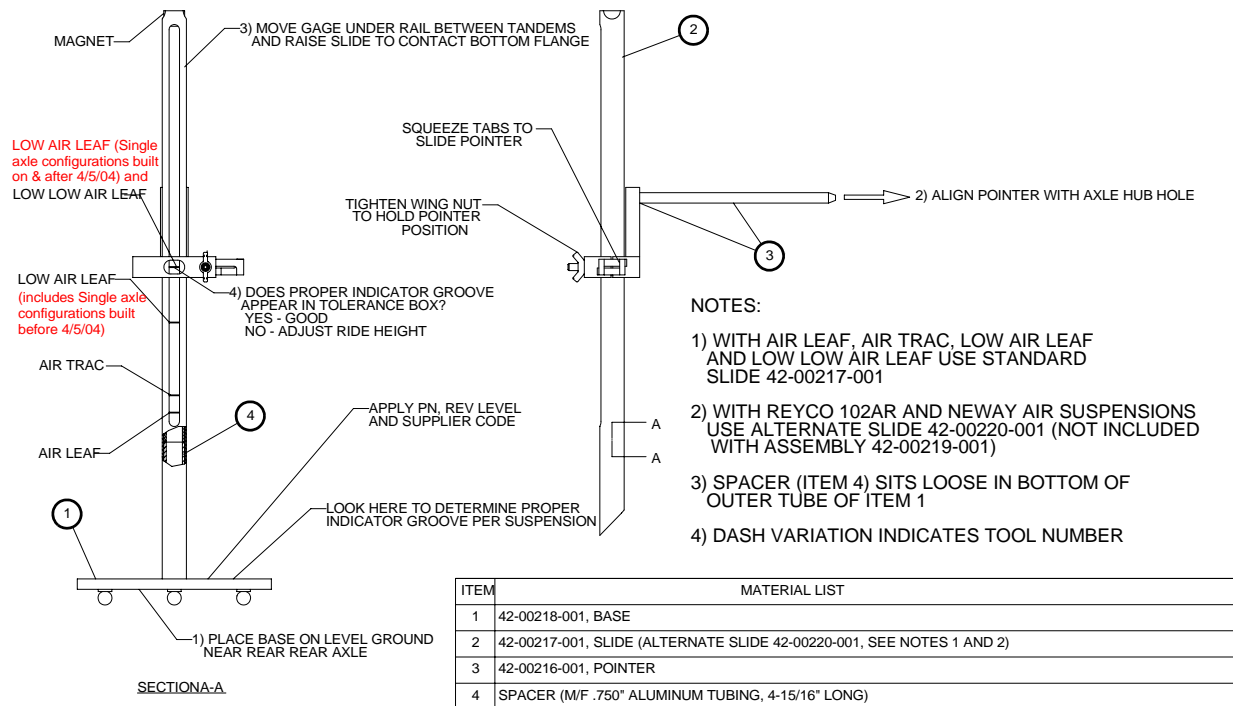 MAGNET
3) MOVE GAGE UNDER RAIL BETWEEN TANDEMS
AND RAISE SLIDE TO CONTACT BOTTOM FLANGE
2
LOW AIR LEAF (Single
axle configurations built
on & after 4/5/04) and
LOW LOW AIR LEAF
SQUEEZE TABS TO
SLIDE POINTER
TIGHTEN WING NUT
TO HOLD POINTER
POSITION
2) ALIGN POINTER WITH AXLE HUB HOLE
3
LOW AIR LEAF
(includes Single axle
configurations built
before 4/5/04)
4) DOES PROPER INDICATOR GROOVE
APPEAR IN TOLERANCE BOX?
YES - GOOD
NO - ADJUST RIDE HEIGHT
AIR TRAC
4
AIR LEAF
APPLY PN, REV LEVEL
AND SUPPLIER CODE
A
A
1
LOOK HERE TO DETERMINE PROPER
INDICATOR GROOVE PER SUSPENSION
1) PLACE BASE ON LEVEL GROUND
NEAR REAR REAR AXLE
SECTIONA-A
NOTES:
1) WITH AIR LEAF, AIR TRAC, LOW AIR LEAF
AND LOW LOW AIR LEAF USE STANDARD
SLIDE 42-00217-001
2) WITH REYCO 102AR AND NEWAY AIR SUSPENSIONS
USE ALTERNATE SLIDE 42-00220-001 (NOT INCLUDED
WITH ASSEMBLY 42-00219-001)
3) SPACER (ITEM 4) SITS LOOSE IN BOTTOM OF
OUTER TUBE OF ITEM 1
4) DASH VARIATION INDICATES TOOL NUMBER
ITEM MATERIAL LIST
1 42-00218-001, BASE
2 42-00217-001, SLIDE (ALTERNATE SLIDE 42-00220-001, SEE NOTES 1 AND 2)
3 42-00216-001, POINTER
4 SPACER (M/F .750" ALUMINUM TUBING, 4-15/16" LONG)